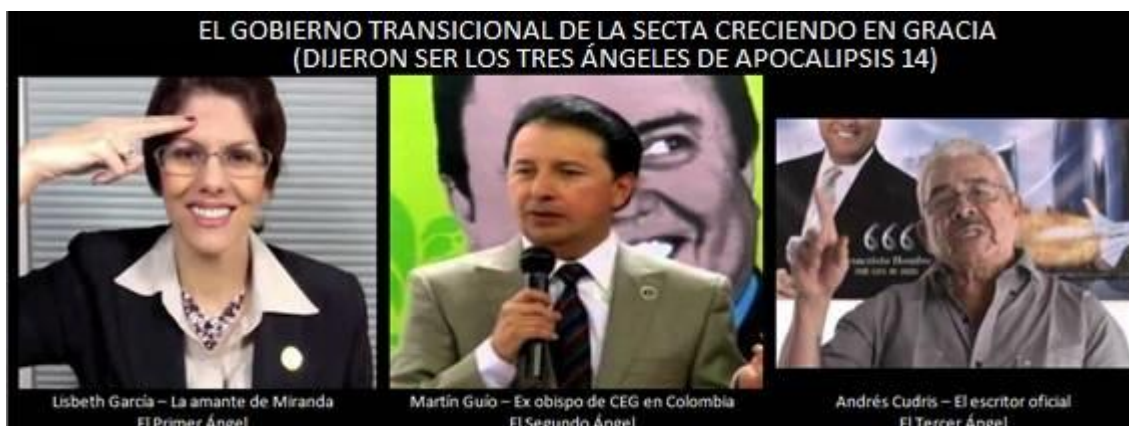 EL GOBIERNO TRANSICIONAL DE LA SECTA CRECIENDO EN GRACIA
(DIJERON SER LOS TRES ÁNGELES DE APOCALIPSIS 14)
666
Lisbeth García – La amante de Miranda
El Primer Ángel
Martín Guío – Ex obispo de CEG en Colombia
El Segundo Ángel
Andrés Cudris – El escritor oficial
El Tercer Ángel